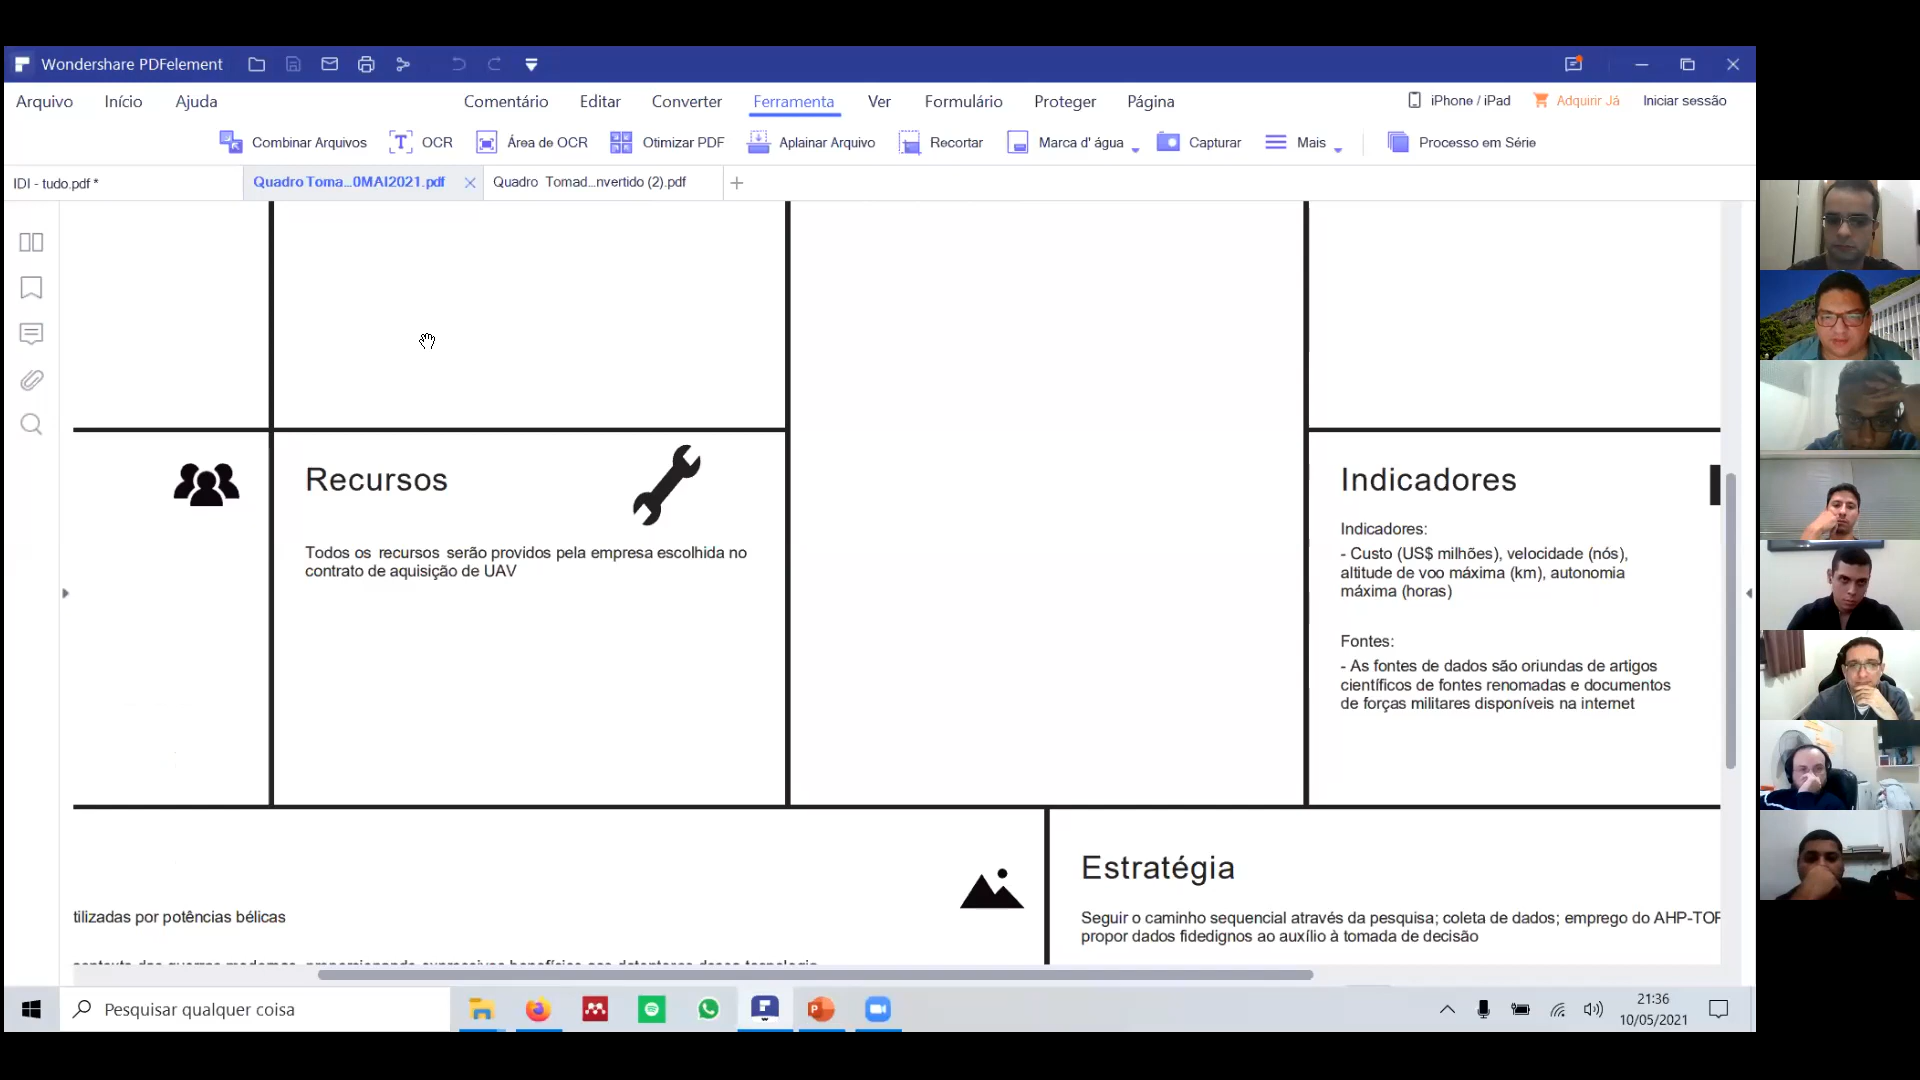 Wondershare PDFelement
Arquivo Início Ajuda Comentário Editar Converter Ferramenta Ver Formulário Proteger Página iPhone / iPad Adquirir Já Iniciar sessão
Combinar Arquivos OCR Área de OCR Otimizar PDF Aplainar Arquivo Recortar Marca d' água Capturar Mais Processo em Série
IDI - tudo.pdf * Quadro Toma...0MAI2021.pdf Quadro Tomad...nvertido (2).pdf
Recursos
Todos os recursos serão providos pela empresa escolhida no
contrato de aquisição de UAV
Indicadores
Indicadores:
- Custo (US$ milhões), velocidade (nós),
altitude de voo máxima (km), autonomia
máxima (horas)
Fontes:
- As fontes de dados são oriundas de artigos
científicos de fontes renomadas e documentos
de forças militares disponíveis na internet
tilizadas por potências bélicas
Estratégia
Seguir o caminho sequencial através da pesquisa; coleta de dados; emprego do AHP-TOP
propor dados fidedignos ao auxílio à tomada de decisão
Pesquisar qualquer coisa
21:36
10/05/2021